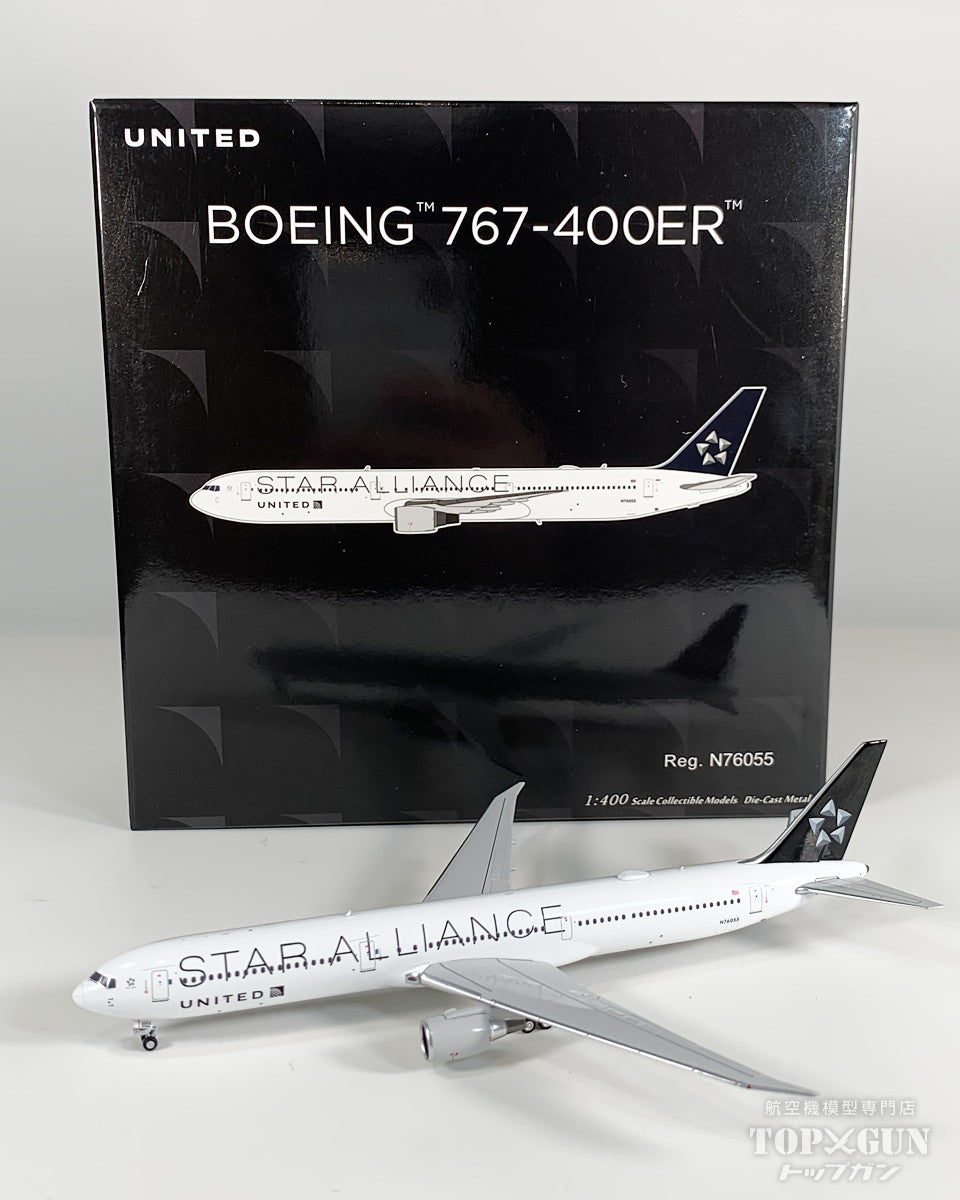 UNITED
BOEING™ 767-400ER™
STAR ALLIANCE
UNITED
N76055
Reg. N76055
1:400 Scale Collectible Models Die-Cast Metal
STAR ALLIANCE
UNITED
N76055
航空機模型専門店
TOP×GUN
トップガン